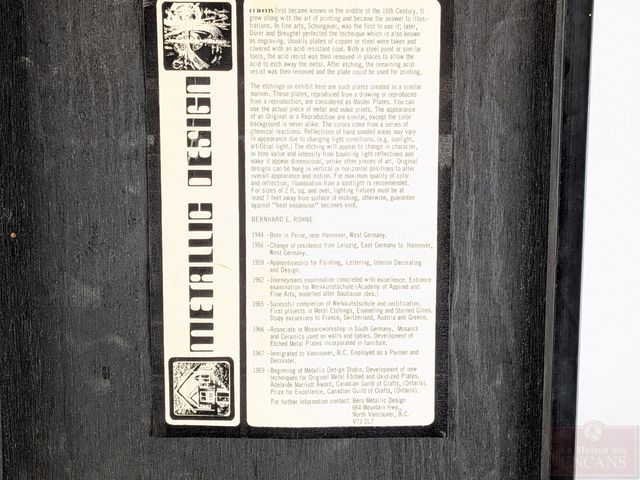 METALLIC DESIGN
first became known in the middle of the 16th Century. It
grew along with the art of printing and became the answer to illus-
trations. In fine arts, Schongauer, was the first to use it; later,
Dürer and Breughel perfected the technique which is also known
as engraving. Usually plates of copper or steel were taken and
covered with an acid resistant coat. With a steel point or similar
tools, the acid resist was then removed in places to allow the
acid to etch away the metal. After etching, the remaining acid
resist was then removed and the plate could be used for printing.
The etchings on exhibit here are such plates created in a similar
manner. These plates, reproduced from a drawing or reproduced
from a reproduction, are considered as Master Plates. You can
use the actual piece of metal and make prints. The appearance
of an Original or a Reproduction are similar, except the color
background is never alike. The colors come from a series of
chemical reactions. Reflections of hand sanded areas may vary
in appearance due to changing light conditions. (e.g. sunlight,
artificial light.) The etching will appear to change in character,
in tone value and intensity from bouncing light reflections and
make it appear dimensional, unlike other pieces of art. Original
designs can be hung in vertical or horizontal positions to alter
overall appearance and motion. For maximum quality of color
and reflection, illumination from a spotlight is recommended.
For sizes of 2 ft. sq. and over, lighting fixtures must be at
least 7 feet away from surface of etching, otherwise, guarantee
against "heat expansion" becomes void.
BERNHARD E. ROHNE
1944 - Born in Peine, near Hannover,
West Germany.
1956 - Change of residence from Leipzig, East Germany to Hannover,
West Germany.
1959 - Apprenticeship for Painting, Lettering, Interior Decorating
and Design.
1962 - Journeymans examination completed with excellence. Entrance
examination for Werkkunstschule (Academy of Applied and
Fine Arts, modelled after Bauhause idea.)
1965 - Sucessful completion of Werkkunstschule and certification.
First projects in Metal Etchings, Enameling and Stained Glass.
Study excursions to France, Switzerland, Austria and Greece.
1966 - Associate in Mosaicworkshop in South Germany. Mosaics
and Ceramics used on walls and tables. Development of
Etched Metal Plates incorporated in furniture.
1967 - Immigrated to Vancouver, B.C. Employed as a Painter and
Decorater.
1969 - Beginning of Metallic Design Studio. Development of new
techniques for Original Metal Etched and Oxidized Plates.
Adelaide Marriott Award, Canadian Guild of Crafts, (Ontario).
Prize for Excellence, Canadian Guild of Crafts, (Ontario).
For further information contact: Bero Metallic Design
664 Mountain Hwy.,
North Vancouver, B.C.
V7J 2L7
La Maison des
ENCANS